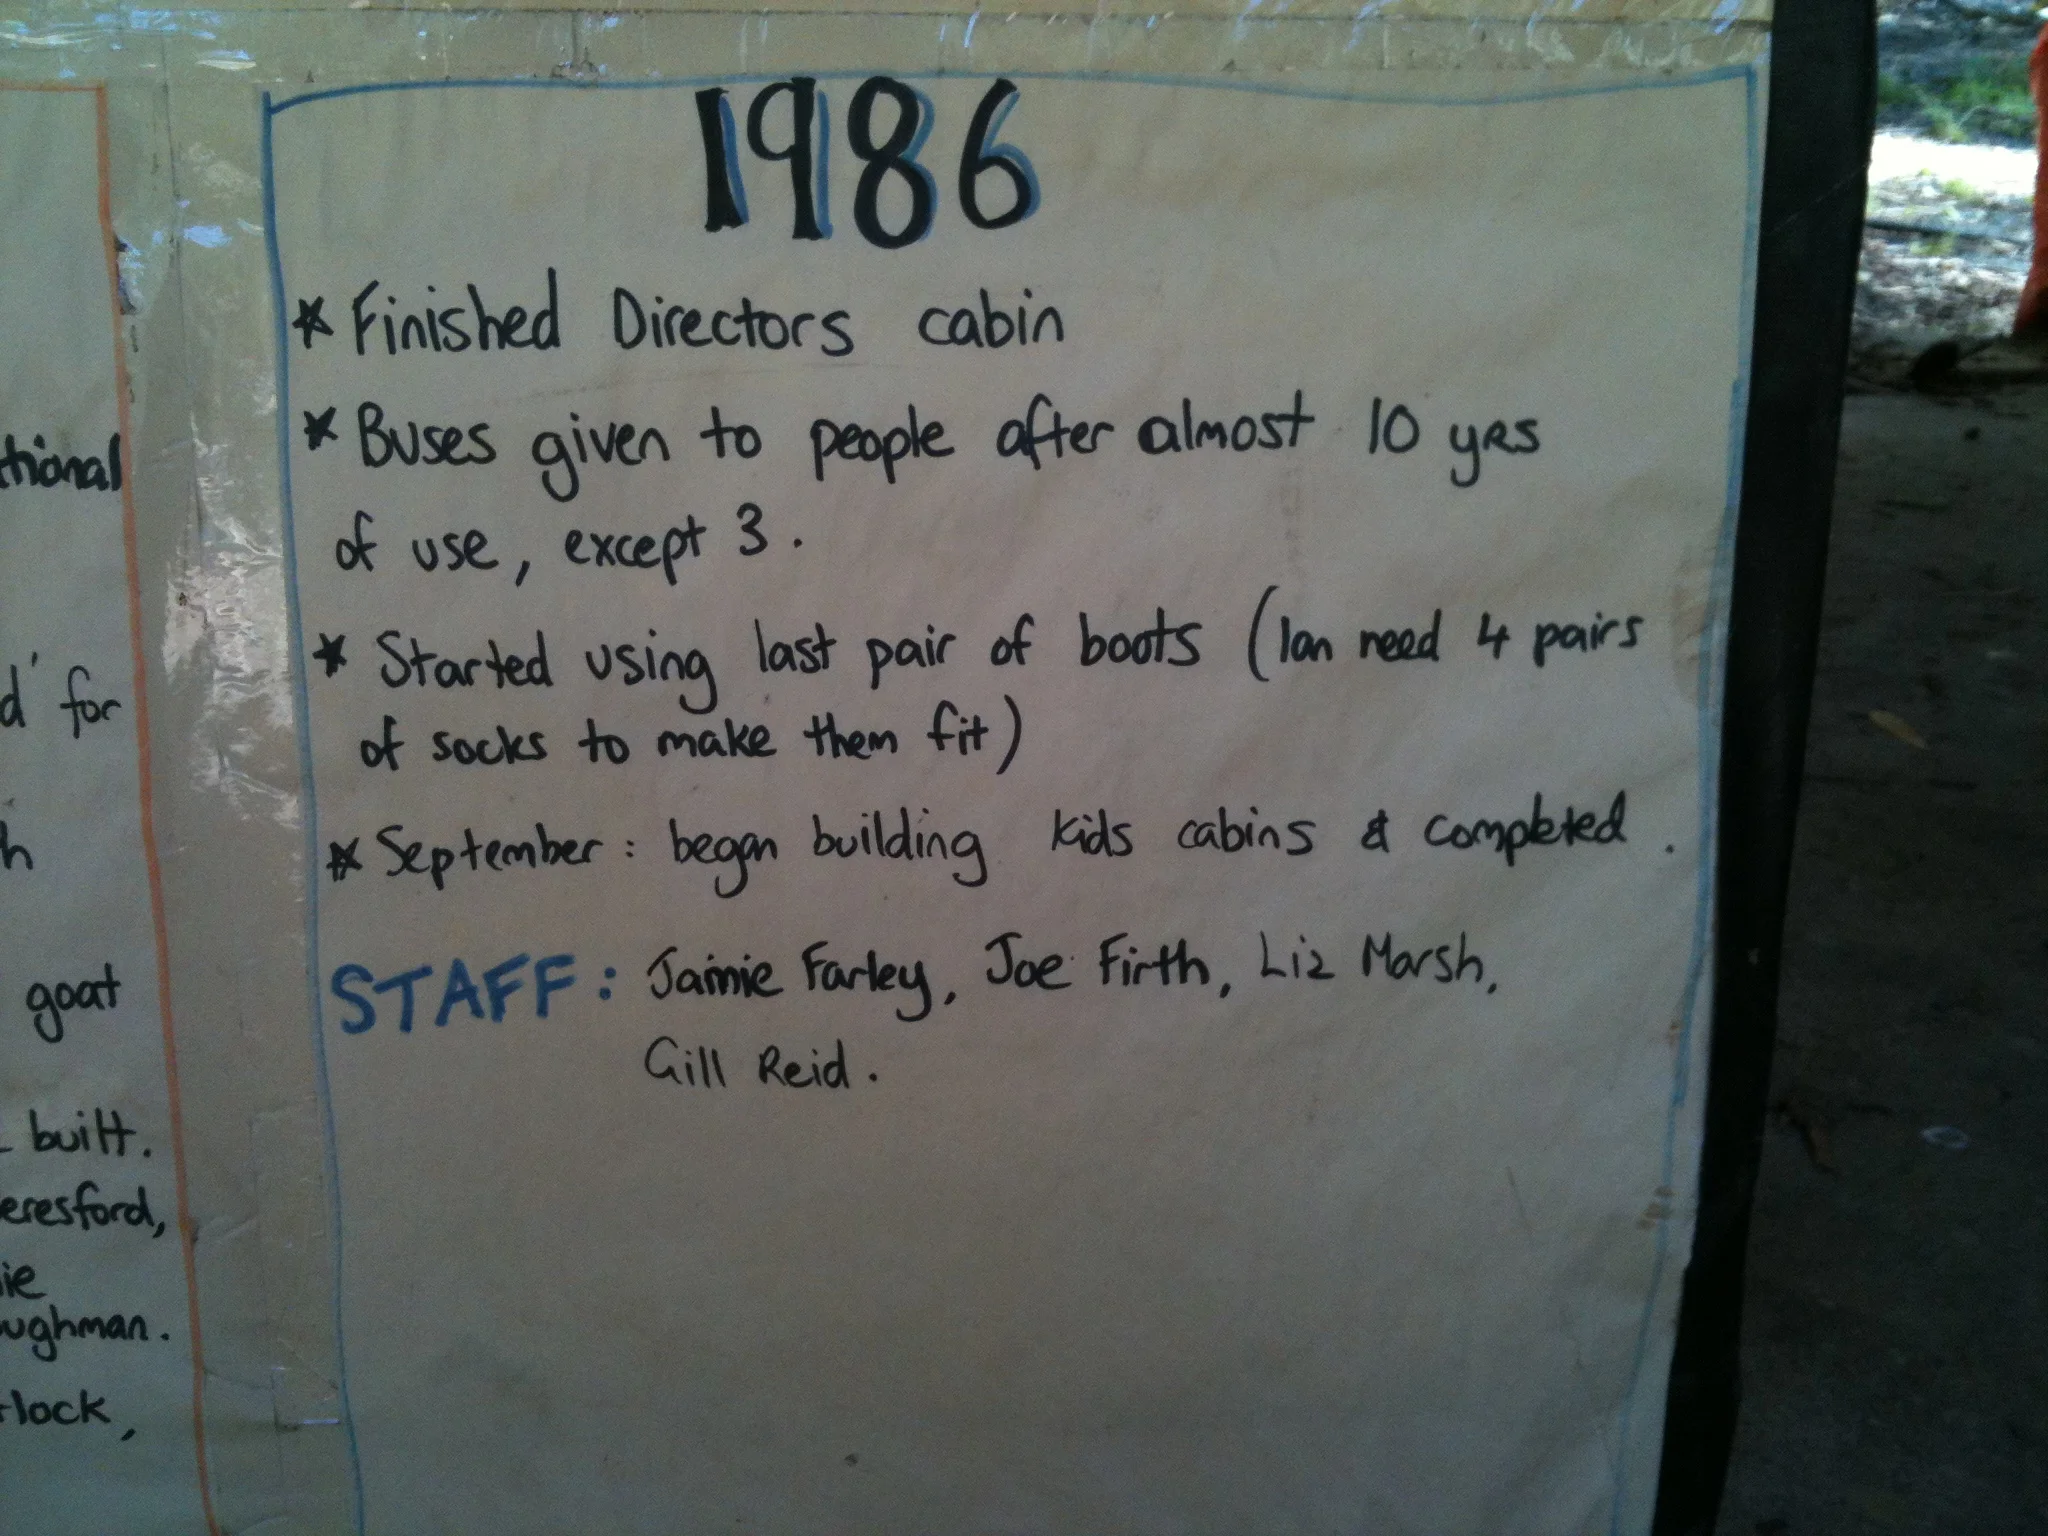 1986
* Finished Directors cabin
* Buses given to people after almost 10 yrs
of use, except 3.
* Started using last pair of boots (Ian need 4 pairs
of socks to make them fit)
* September: began building kids cabins & completed.
STAFF: Jaimie Farley, Joe Firth, Liz Marsh,
Gill Reid.
tional
d' for
h
goat
built.
eresford,
ie
ughman.
lock,